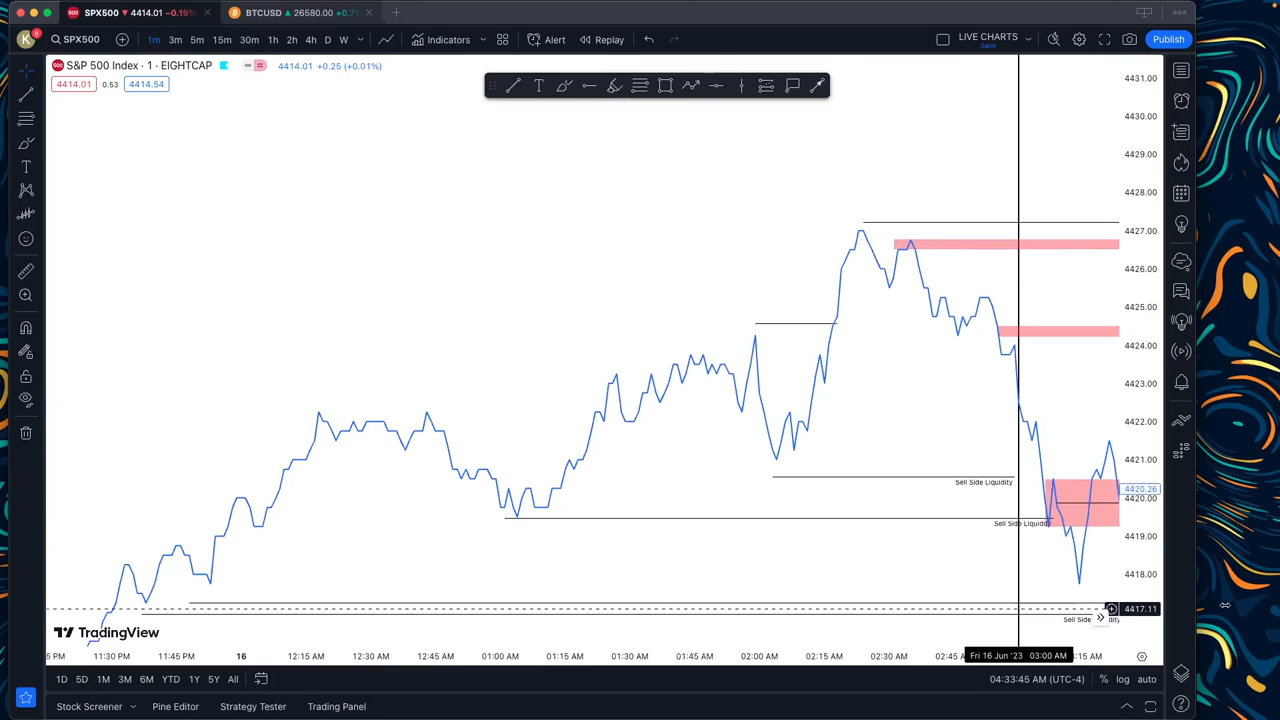 SPX500 ▼ 4414.01 −0.19%
BTCUSD ▲ 26580.00 +0.7
K 8 SPX500 1m 3m 5m 15m 30m 1h 2h 4h D W Indicators Alert Replay LIVE CHARTS Save Publish
S&P 500 Index · 1 · EIGHTCAP 4414.01 +0.25 (+0.01%)
4414.01 0.53 4414.54
4431.00
4430.00
4429.00
4428.00
4427.00
4426.00
4425.00
4424.00
4423.00
4422.00
4421.00
Sell Side Liquidity
4420.26
4420.00
Sell Side Liquidity
4419.00
4418.00
4417.11
Sell Side
TradingView
11:30 PM 11:45 PM 16 12:15 AM 12:30 AM 12:45 AM 01:00 AM 01:15 AM 01:30 AM 01:45 AM 02:00 AM 02:15 AM 02:30 AM 02:45 Fri 16 Jun '23 03:00 AM :15 AM
1D 5D 1M 3M 6M YTD 1Y 5Y All 04:33:45 AM (UTC-4) % log auto
Stock Screener Pine Editor Strategy Tester Trading Panel